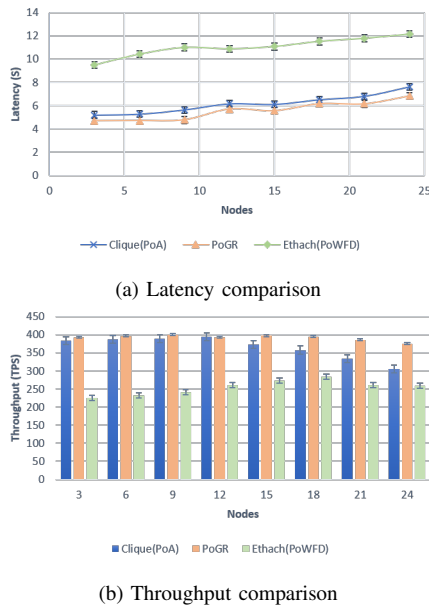 14
12
10
8
6
4
2
0
Latency (S)
0 5 10 15 20 25
Nodes
Clique(PoA) PoGR Ethach(PoWFD)
(a) Latency comparison
450
400
350
300
250
200
150
100
50
0
Throughput (TPS)
3 6 9 12 15 18 21 24
Nodes
Clique(PoA) PoGR Ethach(PoWFD)
(b) Throughput comparison